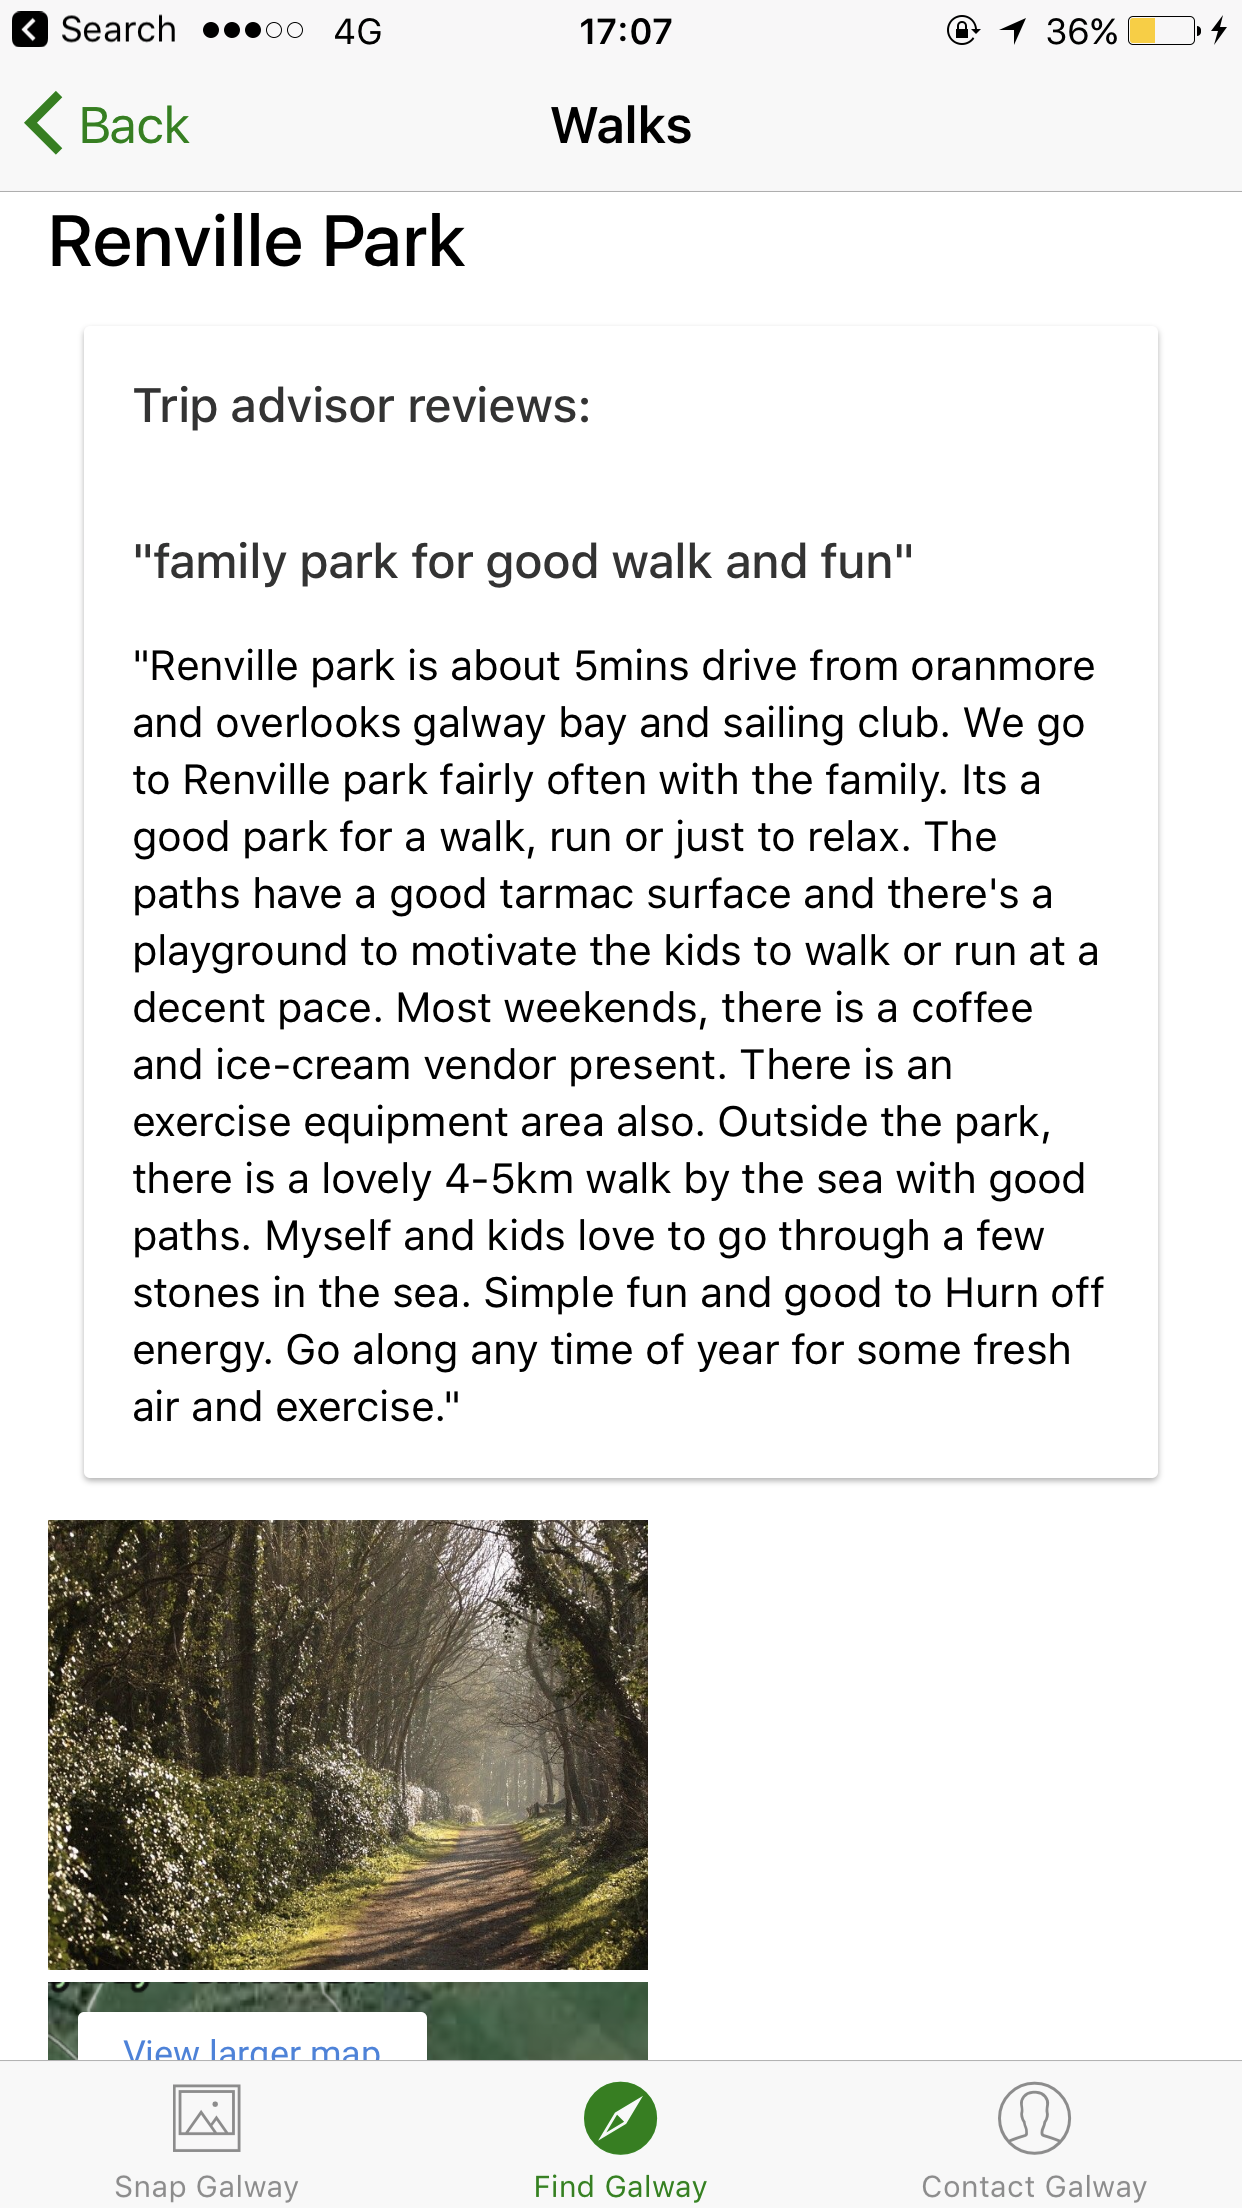 Search 4G 17:07 36%
Back Walks
Renville Park
Trip advisor reviews:
"family park for good walk and fun"
"Renville park is about 5mins drive from oranmore
and overlooks galway bay and sailing club. We go
to Renville park fairly often with the family. Its a
good park for a walk, run or just to relax. The
paths have a good tarmac surface and there's a
playground to motivate the kids to walk or run at a
decent pace. Most weekends, there is a coffee
and ice-cream vendor present. There is an
exercise equipment area also. Outside the park,
there is a lovely 4-5km walk by the sea with good
paths. Myself and kids love to go through a few
stones in the sea. Simple fun and good to Hurn off
energy. Go along any time of year for some fresh
air and exercise."
View larger map
Snap Galway Find Galway Contact Galway